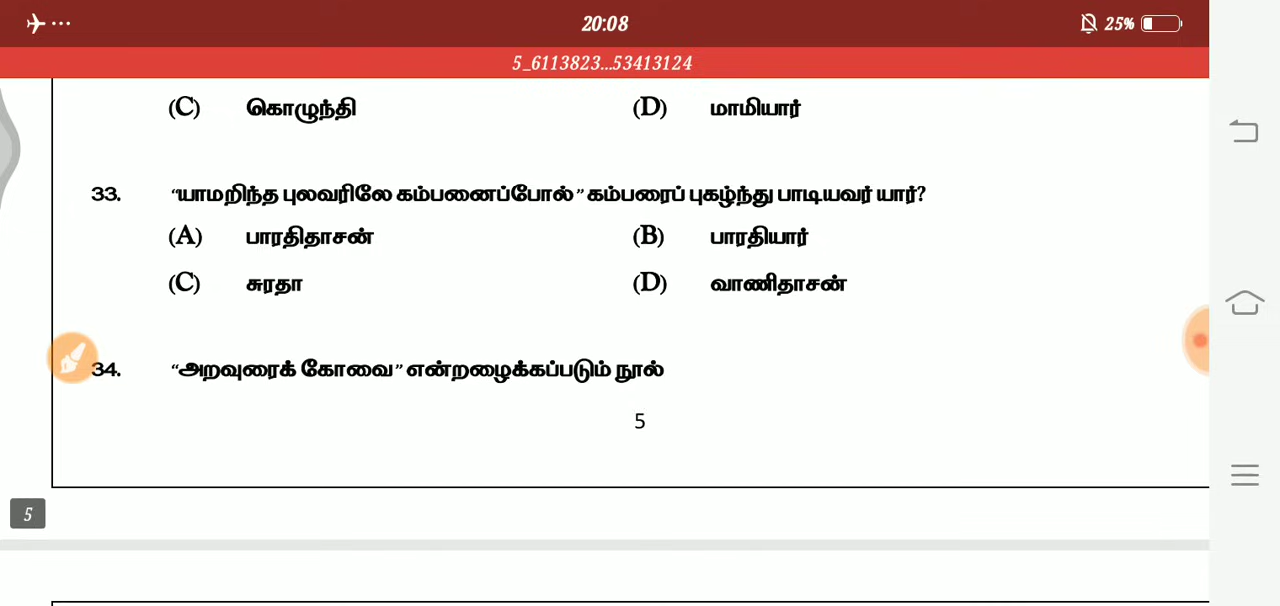 20:08
25%
5_6113823...53413124
(C) கொழுந்தி (D) மாமியார்
33. “யாமறிந்த புலவரிலே கம்பனைப்போல்” கம்பரைப் புகழ்ந்து பாடியவர் யார்?
(A) பாரதிதாசன் (B) பாரதியார்
(C) சுரதா (D) வாணிதாசன்
34. “அறவுரைக் கோவை” என்றழைக்கப்படும் நூல்
5
5